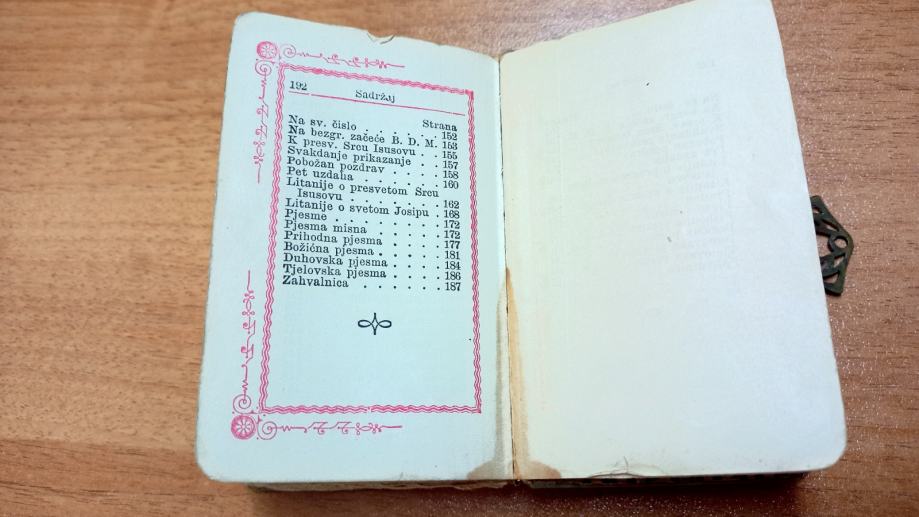 192 Sadržaj
Strana
Na sv. čislo . . . . . . 152
Na bezgr. začeće B. D. M. 153
K presv. Srcu Isusovu . . 155
Svakdanje prikazanje . . 157
Pobožan pozdrav . . . . 158
Pet uzdaha . . . . . . 160
Litanije o presvetom Srcu
Isusovu . . . . . . . 162
Litanije o svetom Josipu . 168
Pjesme . . . . . . . . 172
Pjesma misna . . . . . 172
Prihodna pjesma . . . . 177
Božićna pjesma . . . . . 181
Duhovska pjesma . . . . 184
Tjelovska pjesma . . . . 186
Zahvalnica . . . . . . 187